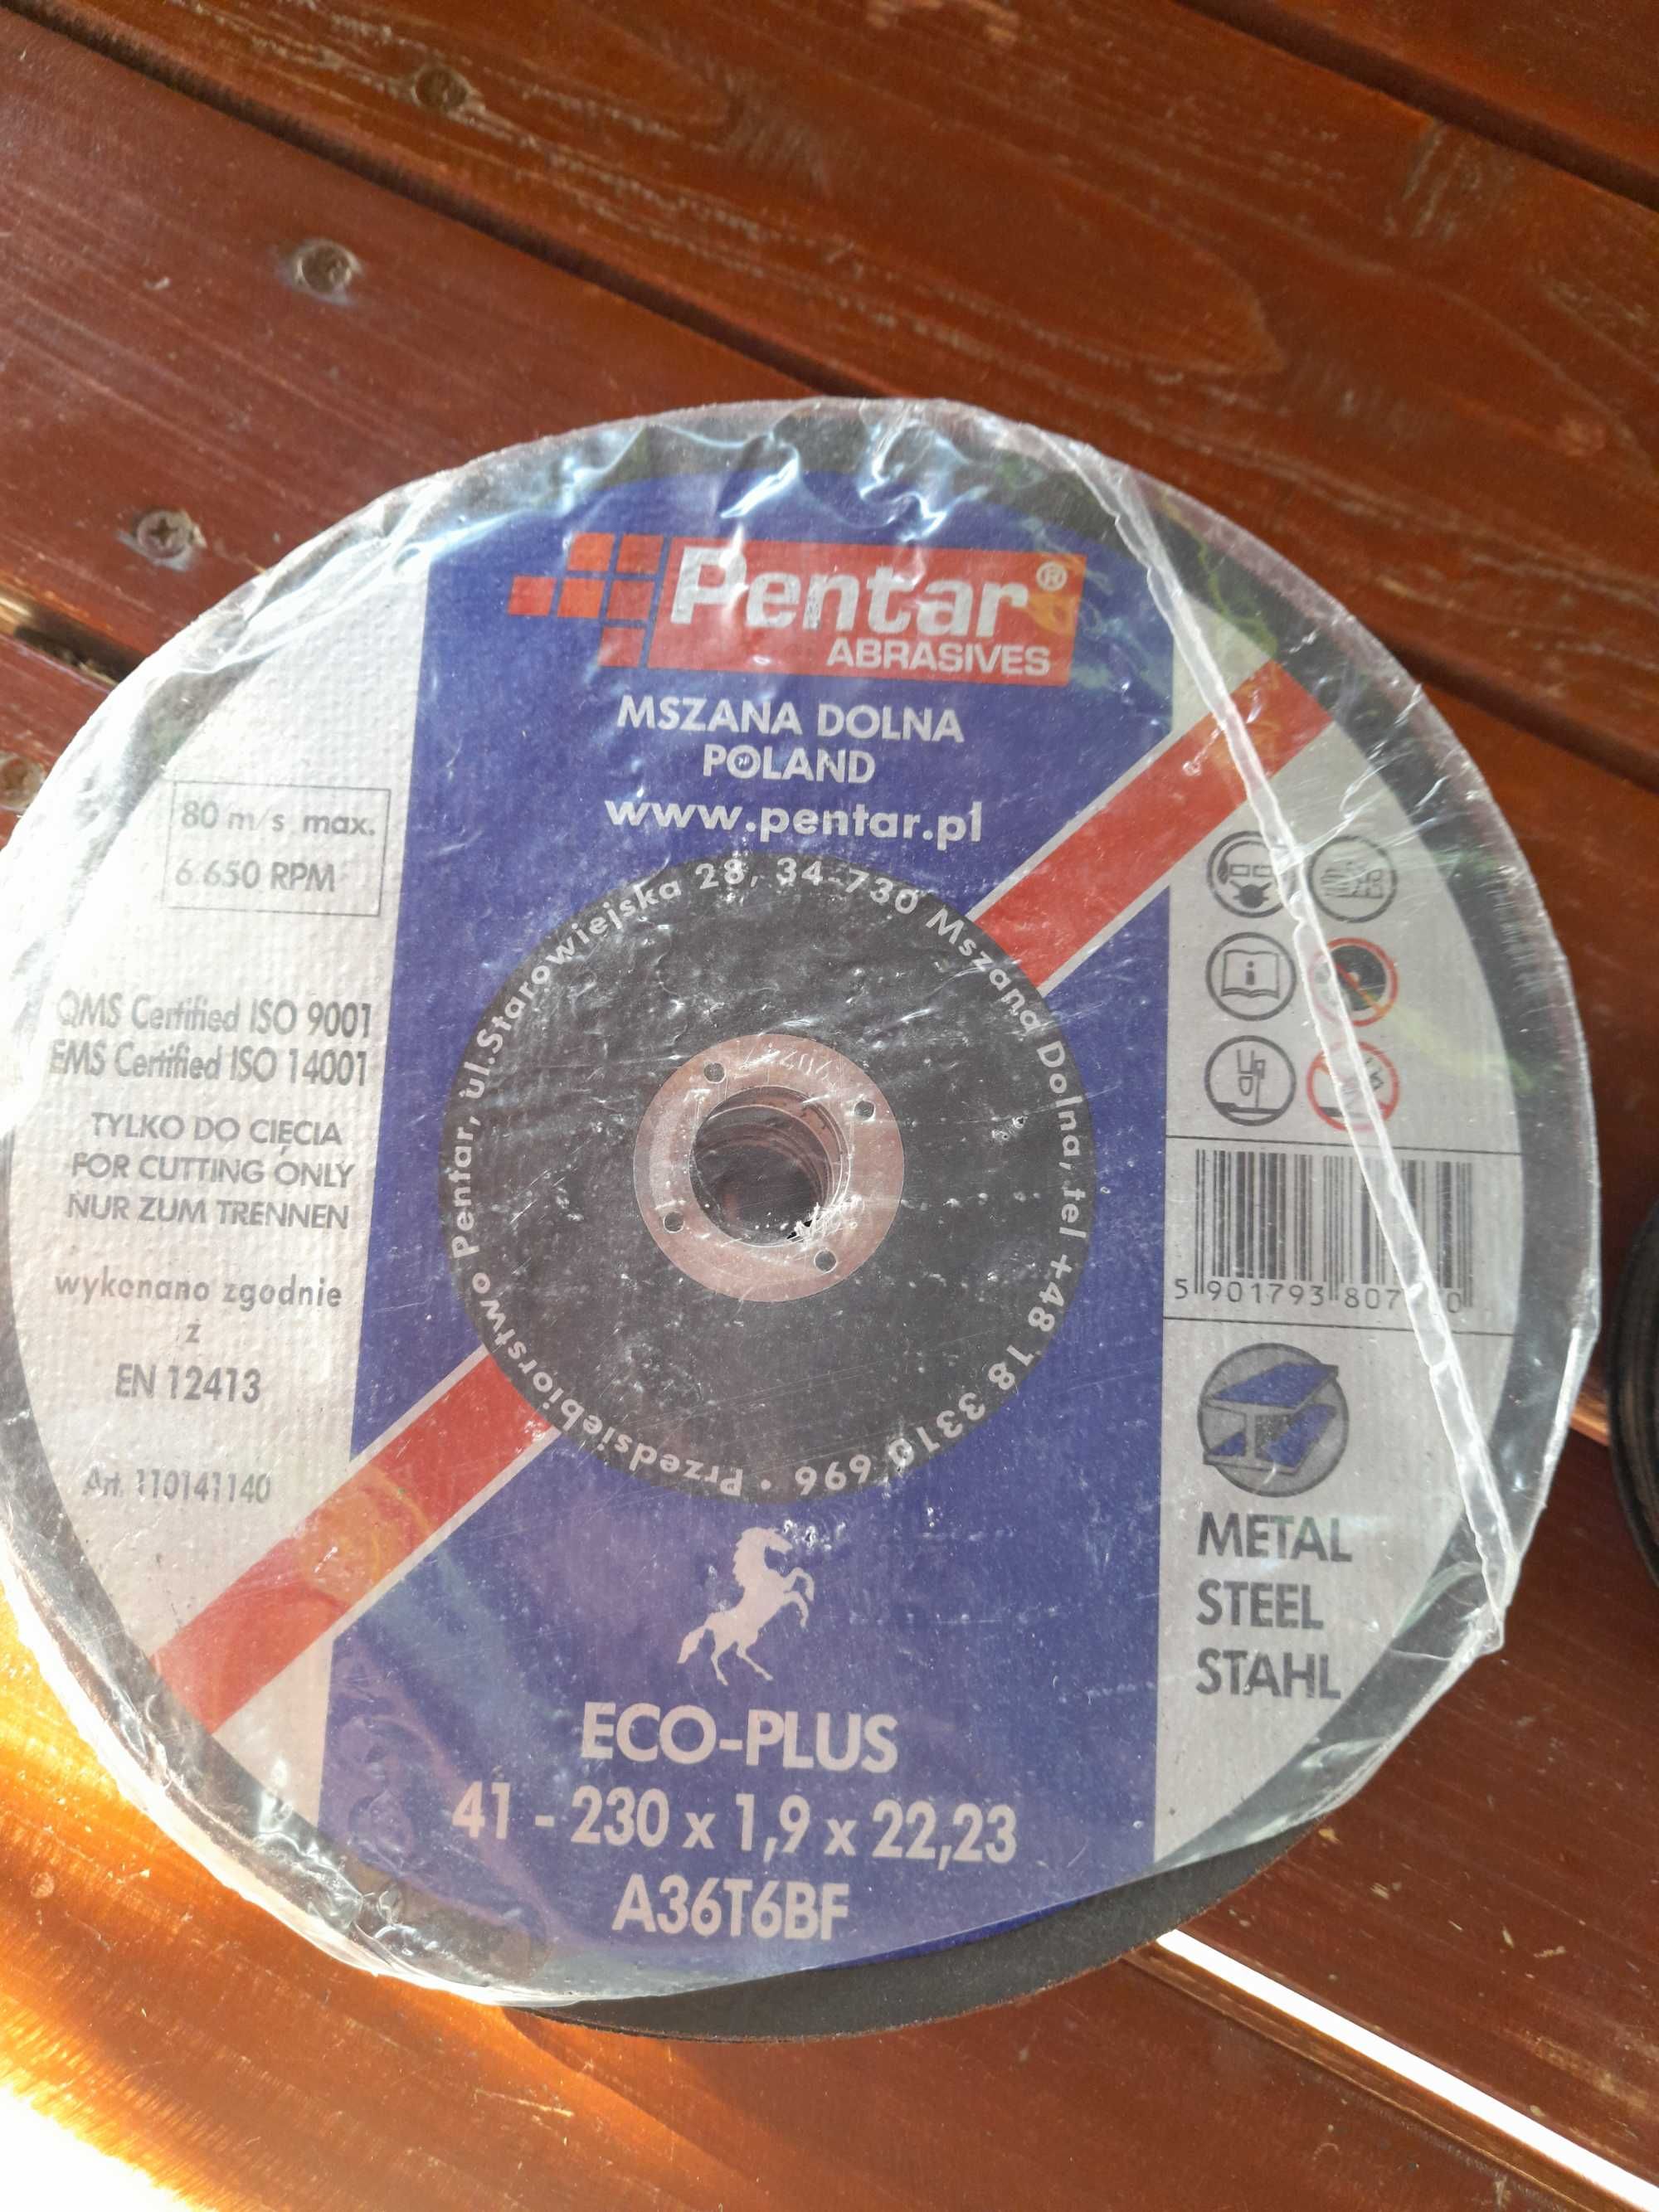 Pentar®
ABRASIVES
MSZANA DOLNA
POLAND
www.pentar.pl
80 m/s max.
6.650 RPM
Przedsiębiorstwo Pentar, ul.Starowiejska 28, 34-730 Mszana Dolna, tel +48 18 3310 696 •
QMS Certified ISO 9001
EMS Certified ISO 14001
TYLKO DO CIĘCIA
FOR CUTTING ONLY
NUR ZUM TRENNEN
wykonano zgodnie
z
EN 12413
Art. 110141140
5 901793 807
METAL
STEEL
STAHL
ECO-PLUS
41 - 230 x 1,9 x 22,23
A36T6BF